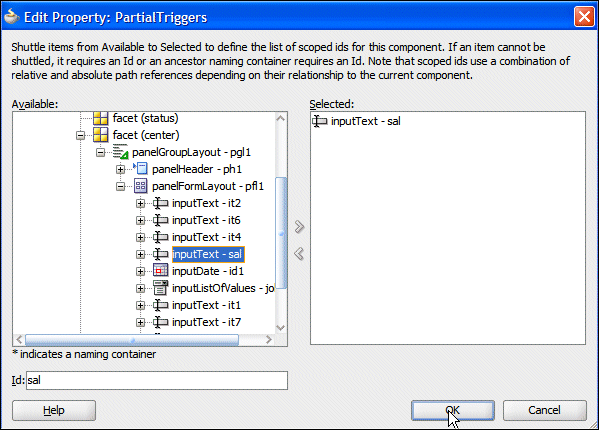 Edit Property: PartialTriggers
Shuttle items from Available to Selected to define the list of scoped ids for this component. If an item cannot be
shuttled, it requires an Id or an ancestor naming container requires an Id. Note that scoped ids use a combination of
relative and absolute path references depending on their relationship to the current component.
Available:
Selected:
facet (status)
facet (center)
panelGroupLayout - pgl1
panelHeader - ph1
panelFormLayout - pfl1
inputText - it2
inputText - it6
inputText - it4
inputText - sal
inputDate - id1
inputListOfValues - jo
inputText - it1
inputText - it7
inputText - sal
* indicates a naming container
Id: sal
Help
OK
Cancel